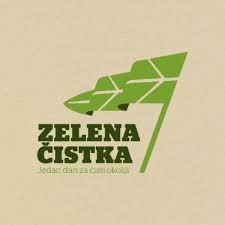 ZELENA
ČISTKA
Jedan dan za čisti okoliš